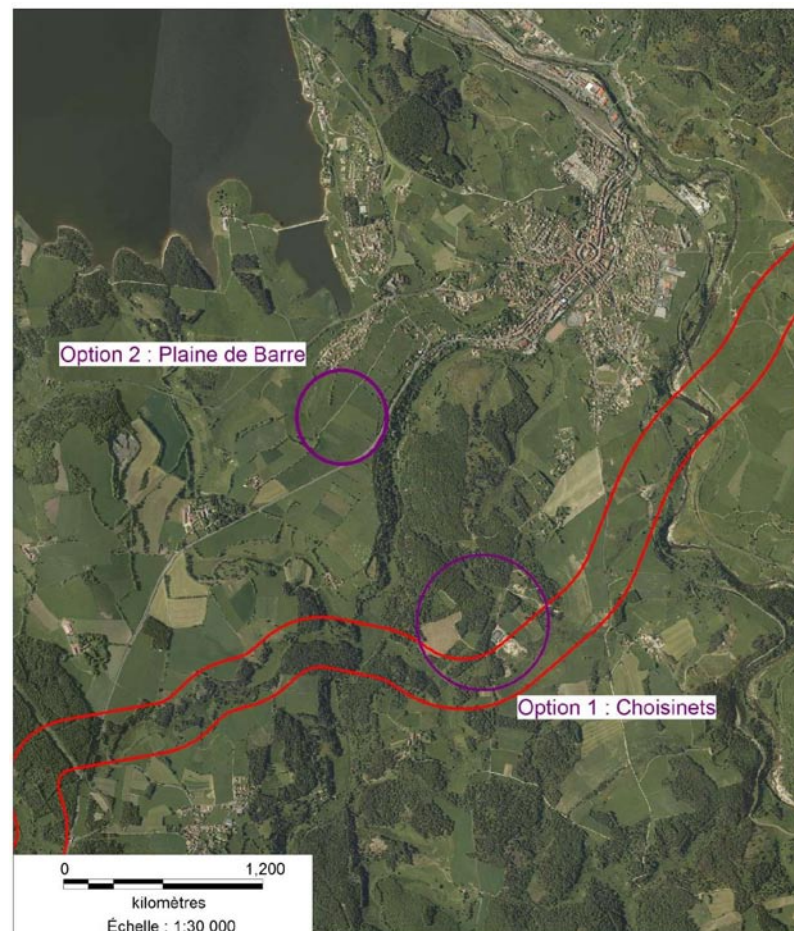 Option 2 : Plaine de Barre
Option 1 : Choisinets
0 1,200
kilomètres
Échelle : 1:30 000